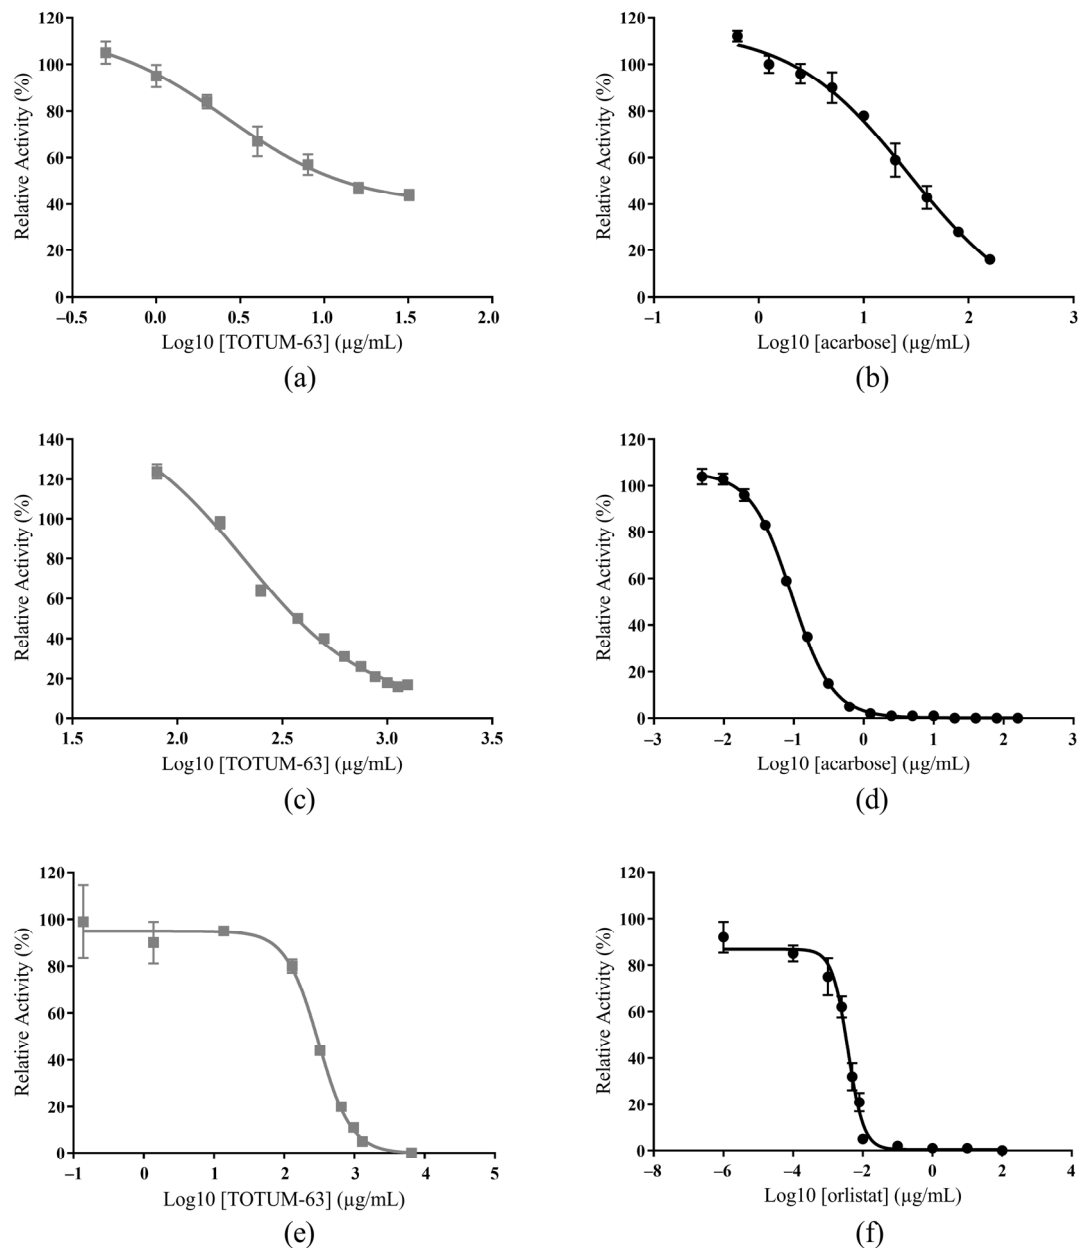 120
100
80
60
40
20
0
Relative Activity (%)
–0.5 0.0 0.5 1.0 1.5 2.0
Log10 [TOTUM-63] (µg/mL)
(a)
120
100
80
60
40
20
0
Relative Activity (%)
–1 0 1 2 3
Log10 [acarbose] (µg/mL)
(b)
140
120
100
80
60
40
20
0
Relative Activity (%)
1.5 2.0 2.5 3.0 3.5
Log10 [TOTUM-63] (µg/mL)
(c)
120
100
80
60
40
20
0
Relative Activity (%)
–3 –2 –1 0 1 2 3
Log10 [acarbose] (µg/mL)
(d)
120
100
80
60
40
20
0
Relative Activity (%)
–1 0 1 2 3 4 5
Log10 [TOTUM-63] (µg/mL)
(e)
120
100
80
60
40
20
0
Relative Activity (%)
–8 –6 –4 –2 0 2 4
Log10 [orlistat] (µg/mL)
(f)